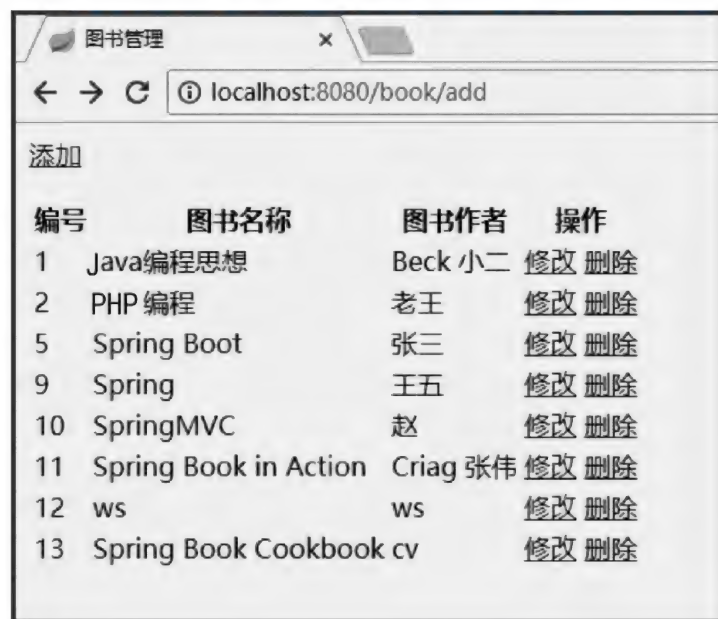 图书管理
localhost:8080/book/add
添加
编号 图书名称 图书作者 操作
1 Java编程思想 Beck 小二 修改 删除
2 PHP 编程 老王 修改 删除
5 Spring Boot 张三 修改 删除
9 Spring 王五 修改 删除
10 SpringMVC 赵 修改 删除
11 Spring Book in Action Criag 张伟 修改 删除
12 ws ws 修改 删除
13 Spring Book Cookbook cv 修改 删除